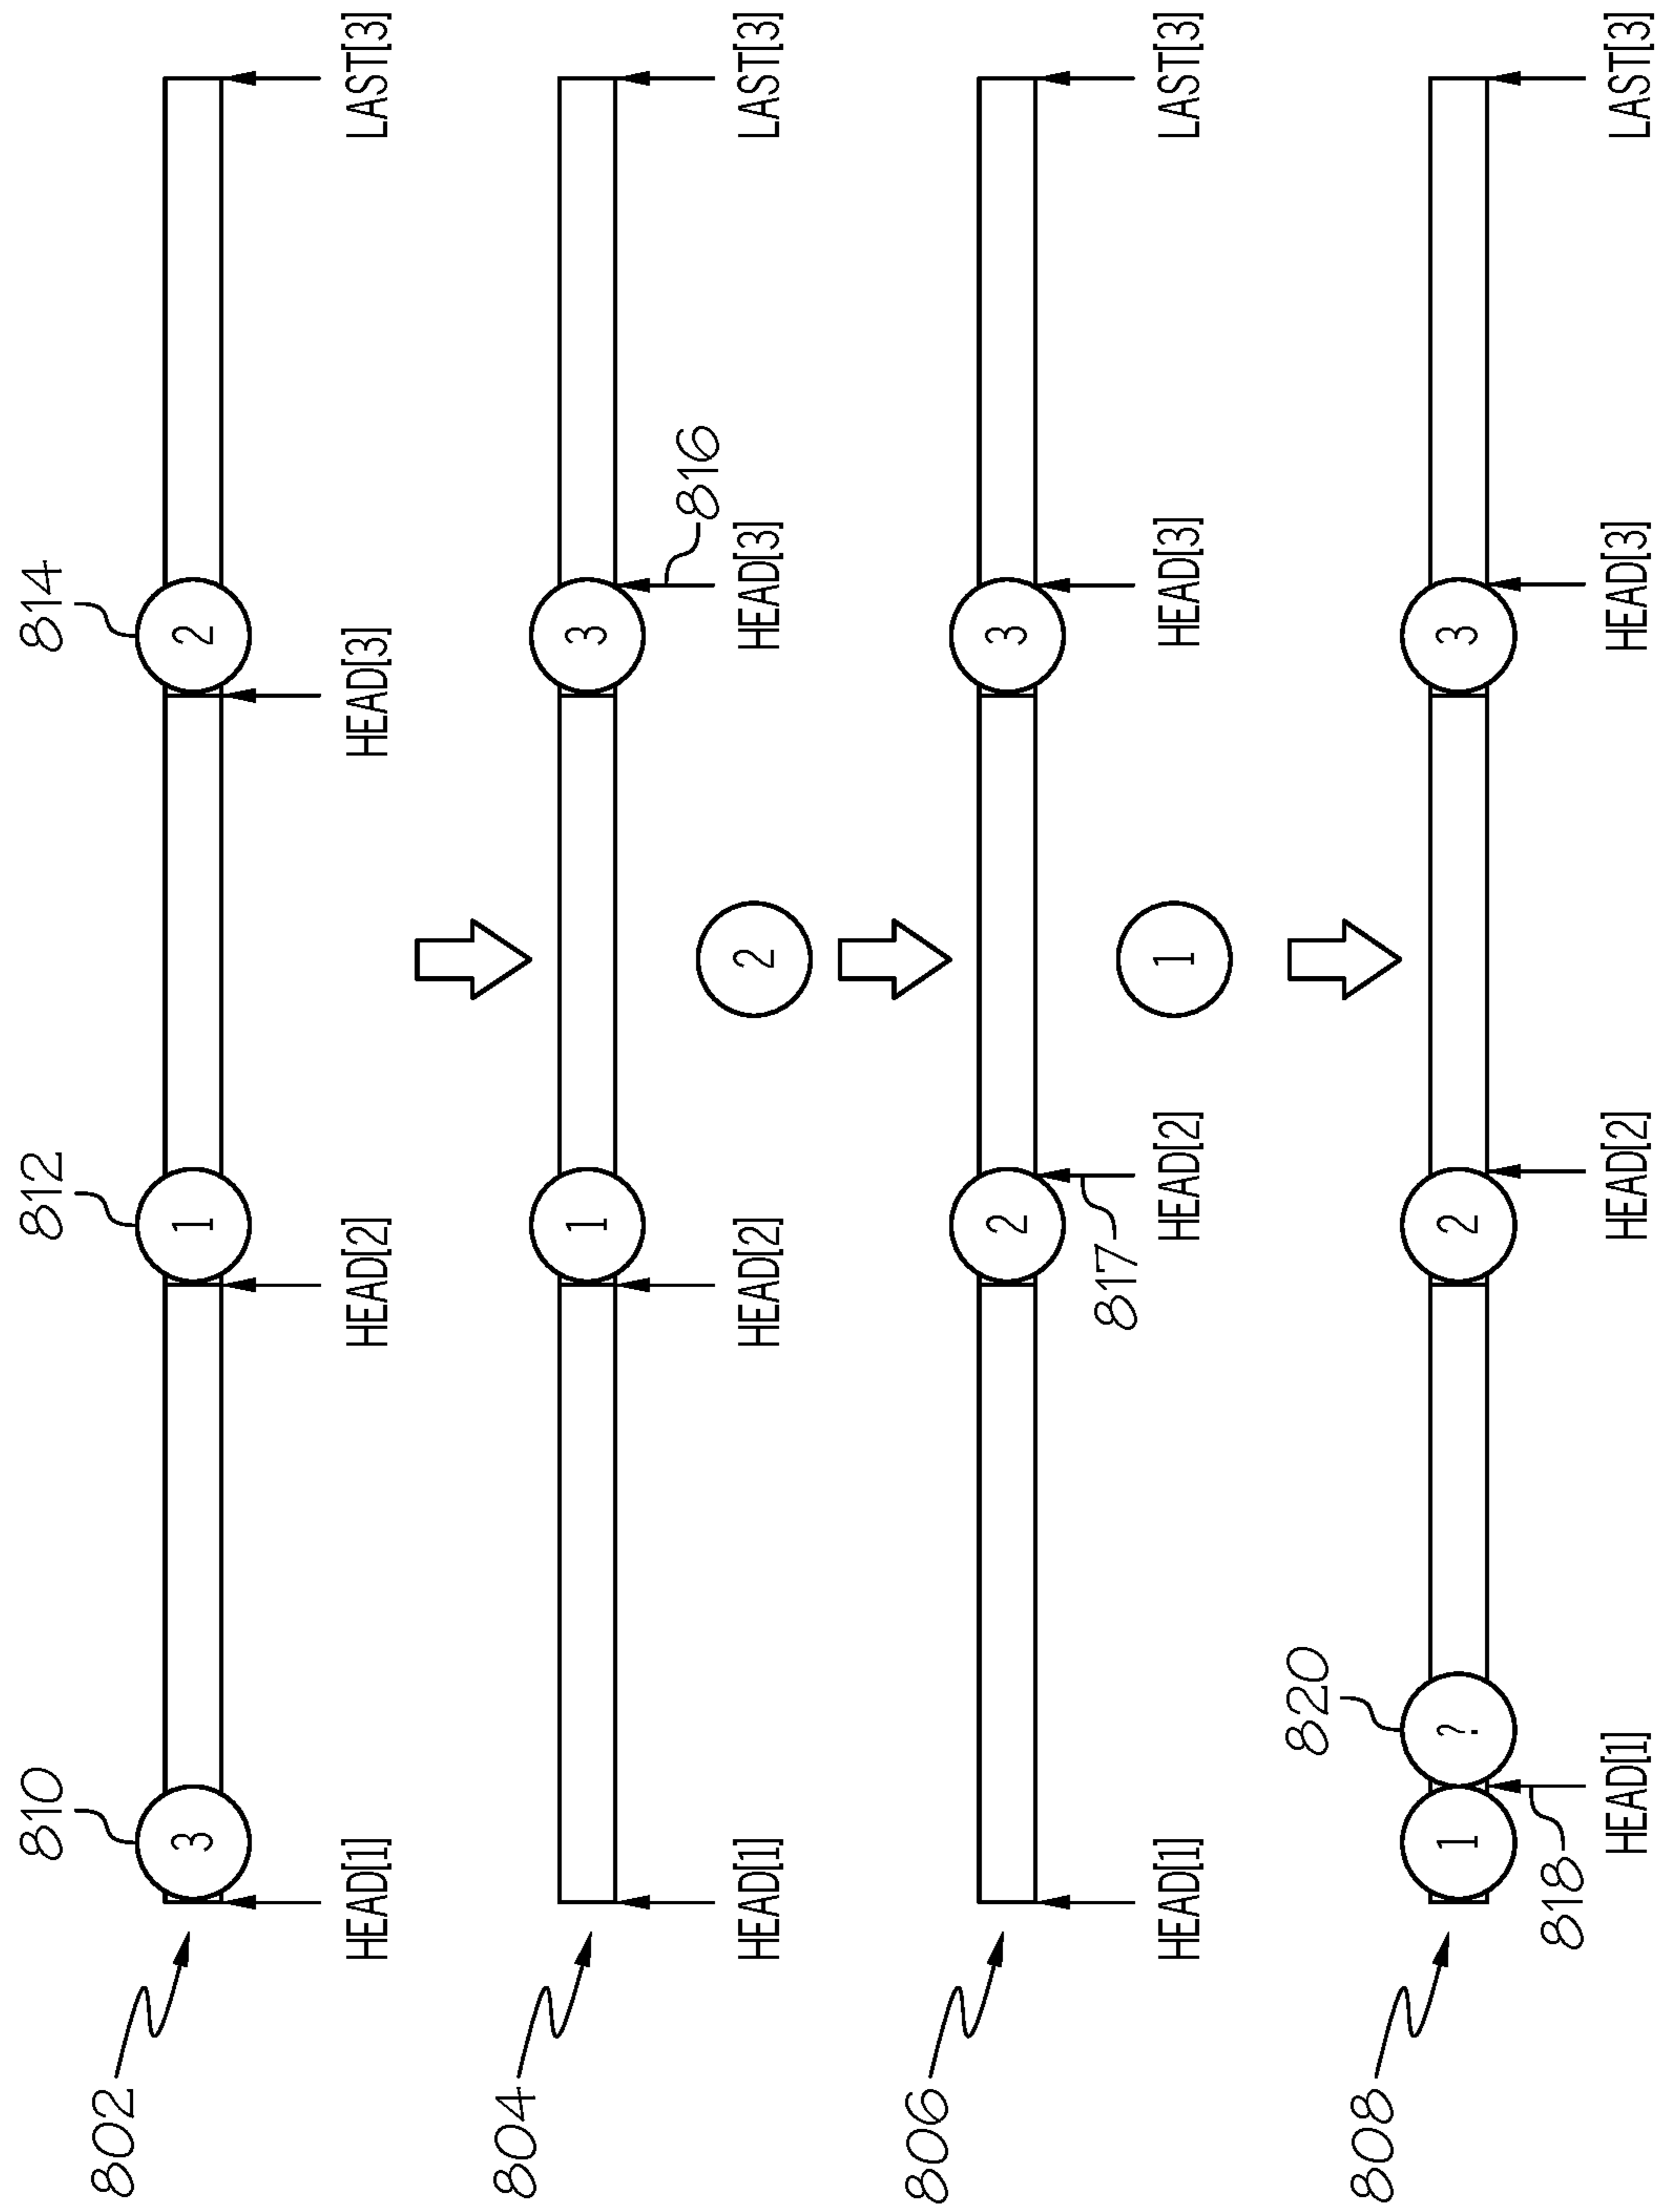 810 812 814
802
3 1 2
HEAD[1] HEAD[2] HEAD[3] LAST[3]
804
1 3
816
HEAD[1] HEAD[2] 2 HEAD[3] LAST[3]
806
2 3
817
HEAD[1] HEAD[2] 1 HEAD[3] LAST[3]
820
808
1 ? 2 3
818
HEAD[1] HEAD[2] HEAD[3] LAST[3]